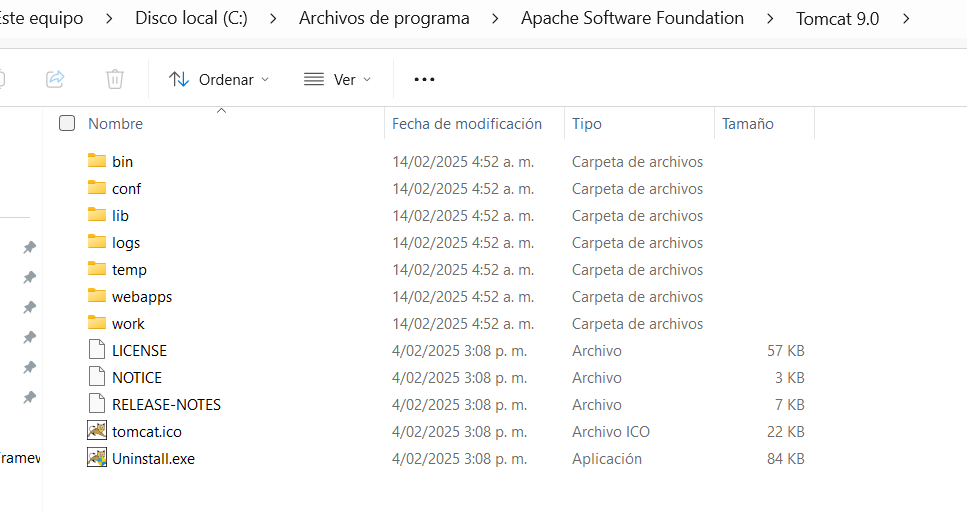 Este equipo > Disco local (C:) > Archivos de programa > Apache Software Foundation > Tomcat 9.0 >
Ordenar Ver ...
Nombre Fecha de modificación Tipo Tamaño
bin 14/02/2025 4:52 a. m. Carpeta de archivos
conf 14/02/2025 4:52 a. m. Carpeta de archivos
lib 14/02/2025 4:52 a. m. Carpeta de archivos
logs 14/02/2025 4:52 a. m. Carpeta de archivos
temp 14/02/2025 4:52 a. m. Carpeta de archivos
webapps 14/02/2025 4:52 a. m. Carpeta de archivos
work 14/02/2025 4:52 a. m. Carpeta de archivos
LICENSE 4/02/2025 3:08 p. m. Archivo 57 KB
NOTICE 4/02/2025 3:08 p. m. Archivo 3 KB
RELEASE-NOTES 4/02/2025 3:08 p. m. Archivo 7 KB
tomcat.ico 4/02/2025 3:08 p. m. Archivo ICO 22 KB
Uninstall.exe 4/02/2025 3:08 p. m. Aplicación 84 KB